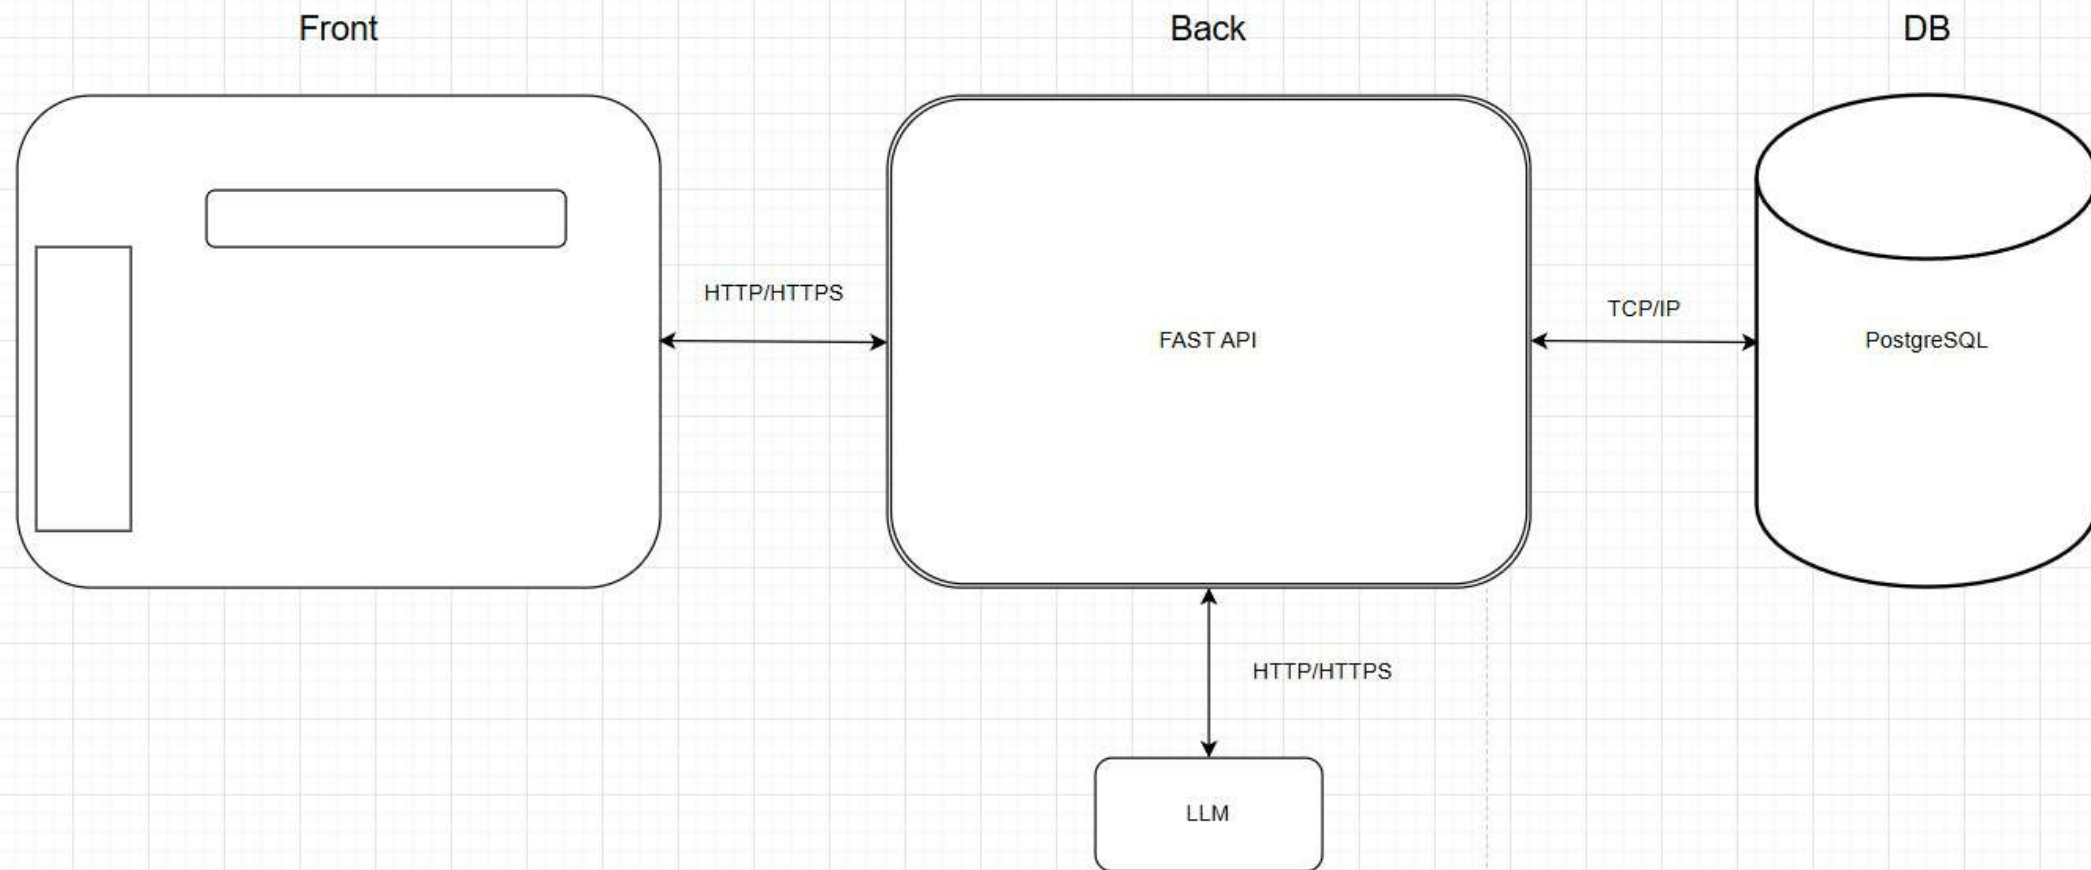 Front
Back
DB
HTTP/HTTPS
FAST API
TCP/IP
PostgreSQL
HTTP/HTTPS
LLM